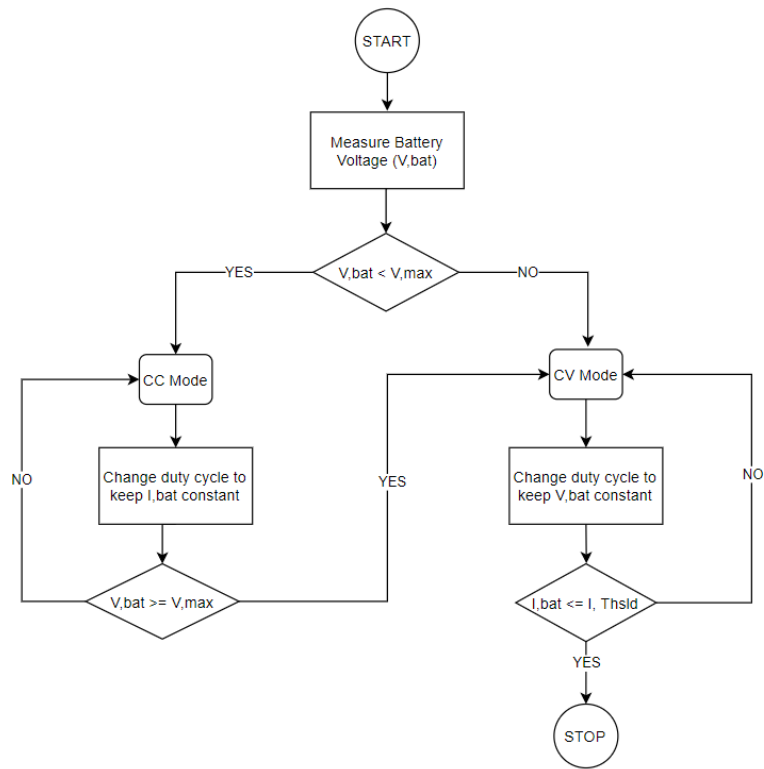 START
Measure Battery
Voltage (V,bat)
V,bat < V,max
YES
NO
CC Mode
CV Mode
Change duty cycle to
keep I,bat constant
Change duty cycle to
keep V,bat constant
NO
YES
NO
V,bat >= V,max
I,bat <= I, Thsld
YES
STOP